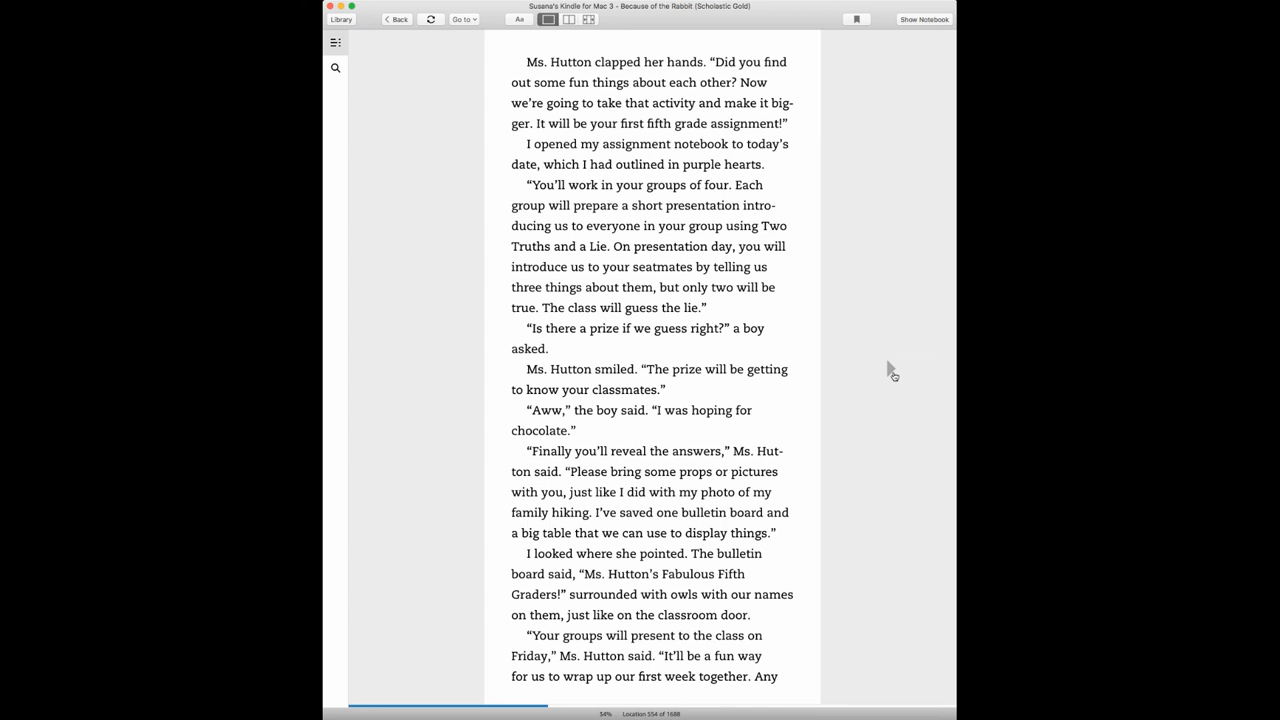 Susana's Kindle for Mac 3 - Because of the Rabbit (Scholastic Gold)
Library
Back
Go to
Aa
Show Notebook
Ms. Hutton clapped her hands. “Did you find
out some fun things about each other? Now
we’re going to take that activity and make it big-
ger. It will be your first fifth grade assignment!”
I opened my assignment notebook to today’s
date, which I had outlined in purple hearts.
“You’ll work in your groups of four. Each
group will prepare a short presentation intro-
ducing us to everyone in your group using Two
Truths and a Lie. On presentation day, you will
introduce us to your seatmates by telling us
three things about them, but only two will be
true. The class will guess the lie.”
“Is there a prize if we guess right?” a boy
asked.
Ms. Hutton smiled. “The prize will be getting
to know your classmates.”
“Aww,” the boy said. “I was hoping for
chocolate.”
“Finally you’ll reveal the answers,” Ms. Hut-
ton said. “Please bring some props or pictures
with you, just like I did with my photo of my
family hiking. I’ve saved one bulletin board and
a big table that we can use to display things.”
I looked where she pointed. The bulletin
board said, “Ms. Hutton’s Fabulous Fifth
Graders!” surrounded with owls with our names
on them, just like on the classroom door.
“Your groups will present to the class on
Friday,” Ms. Hutton said. “It’ll be a fun way
for us to wrap up our first week together. Any
34% Location 554 of 1688